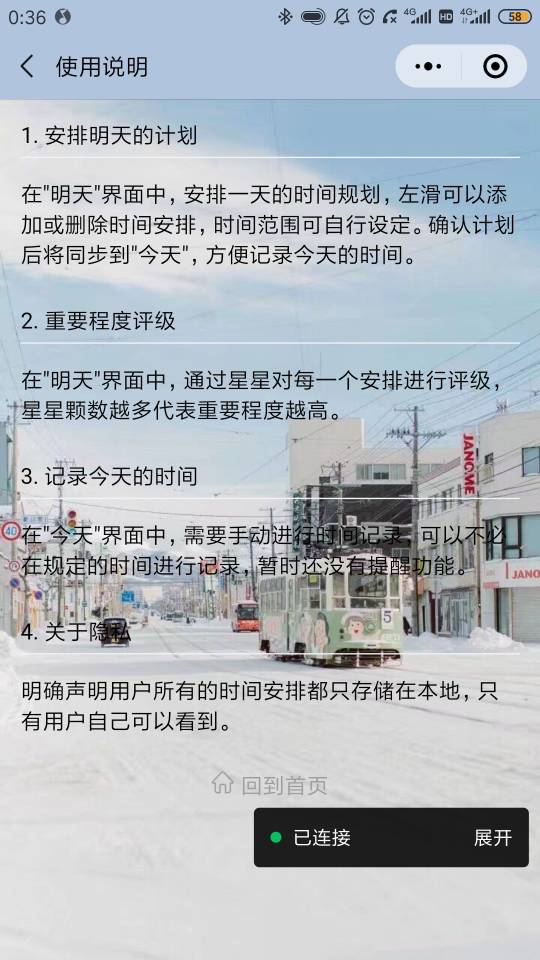 0:36
4G
HD
4G+
58
使用说明
1. 安排明天的计划
在"明天"界面中，安排一天的时间规划，左滑可以添
加或删除时间安排，时间范围可自行设定。确认计划
后将同步到"今天"，方便记录今天的时间。
2. 重要程度评级
在"明天"界面中，通过星星对每一个安排进行评级，
星星颗数越多代表重要程度越高。
JANOME
3. 记录今天的时间
40
在"今天"界面中，需要手动进行时间记录，可以不必
在规定的时间进行记录，暂时还没有提醒功能。
JANO
5
4. 关于隐私
明确声明用户所有的时间安排都只存储在本地，只
有用户自己可以看到。
回到首页
已连接 展开